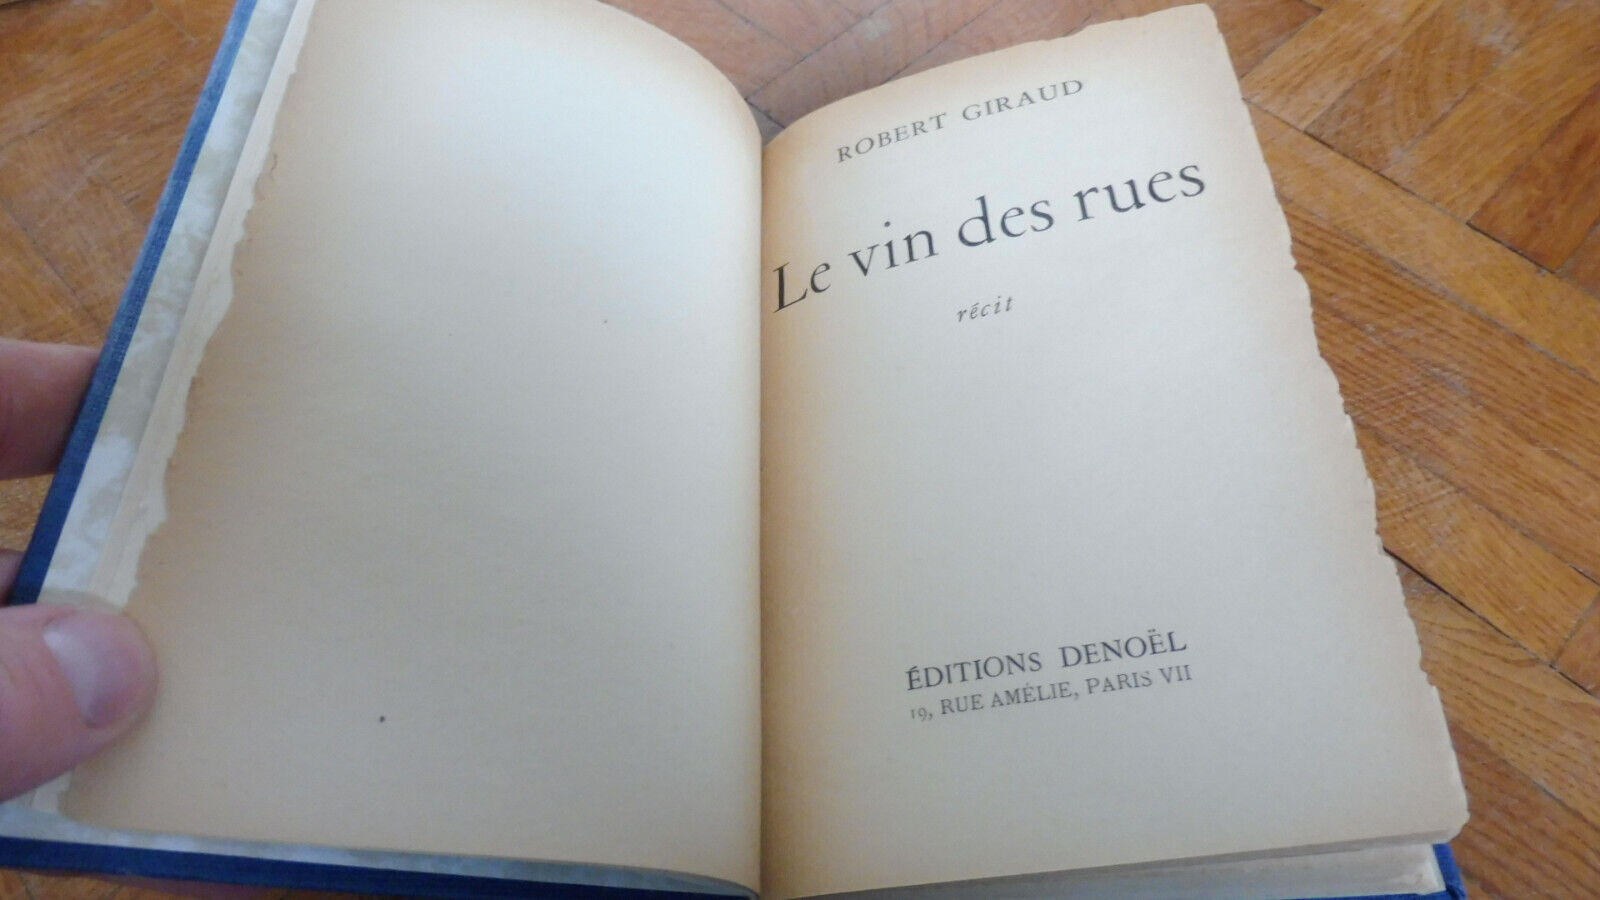 ROBERT GIRAUD
Le vin des rues
récit
ÉDITIONS DENOËL
19, RUE AMÉLIE, PARIS VII